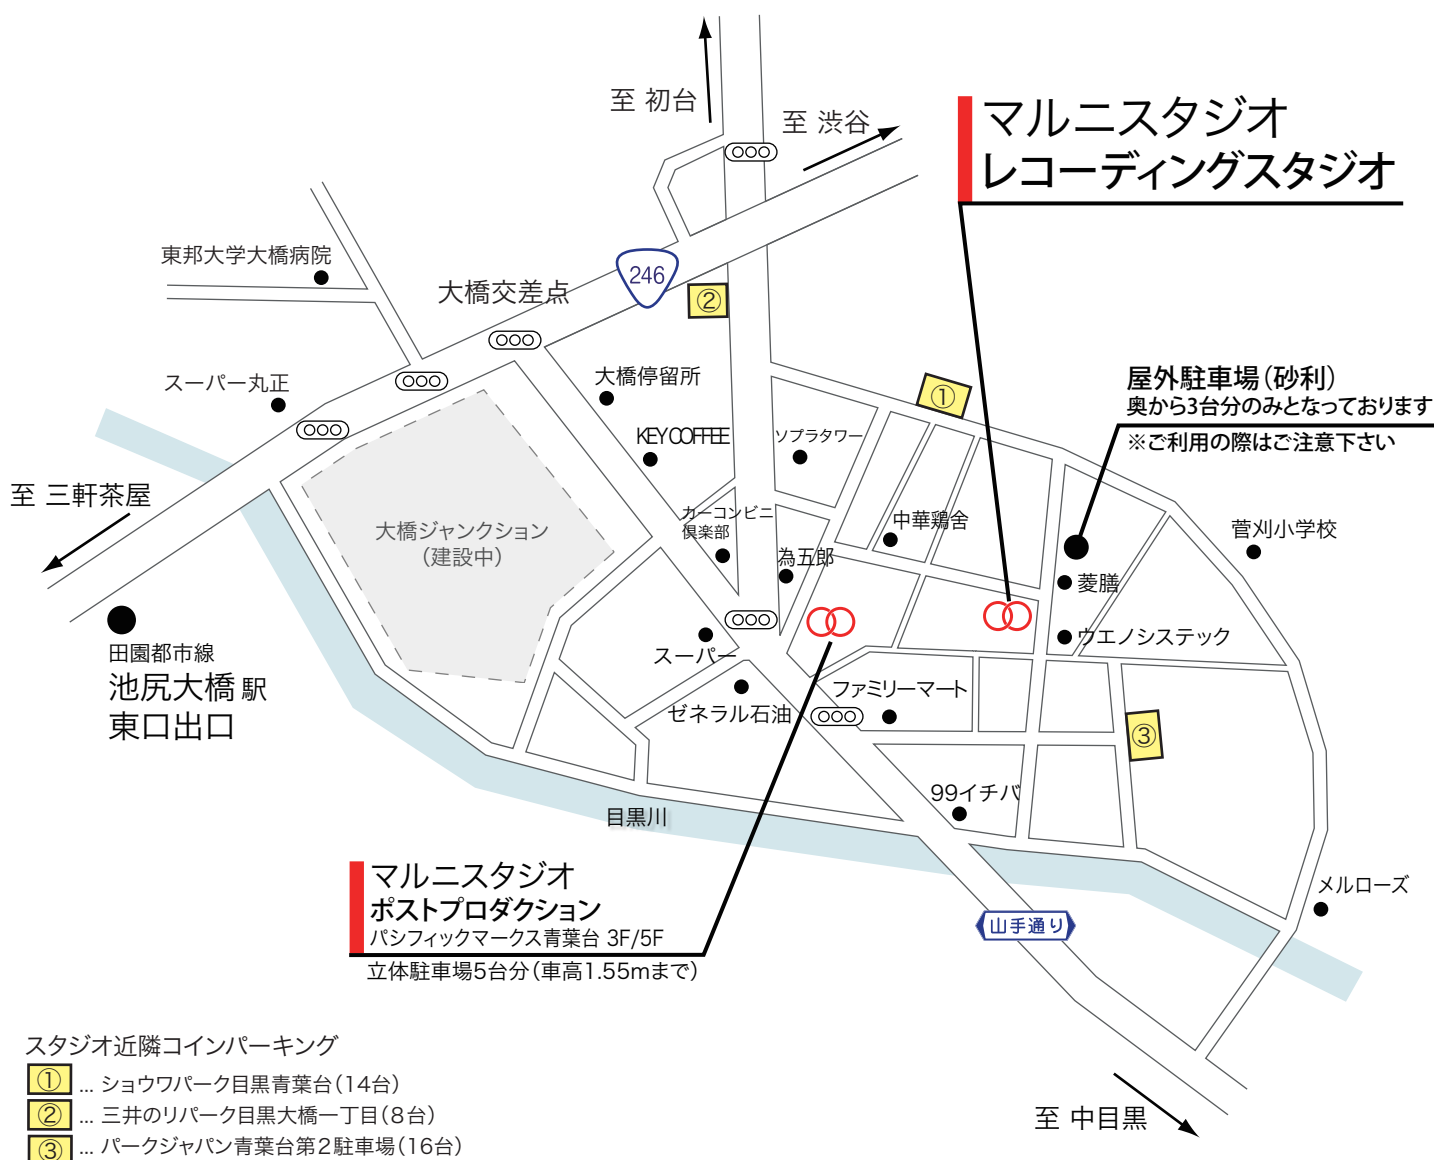 至 初台
至 渋谷
マルニスタジオ
レコーディングスタジオ
東邦大学大橋病院
大橋交差点
246
②
スーパー丸正
大橋停留所
①
屋外駐車場（砂利）
奥から3台分のみとなっております
※ご利用の際はご注意下さい
KEY COFFEE
ソプラタワー
至 三軒茶屋
大橋ジャンクション
（建設中）
カーコンビニ
倶楽部
中華鶏舎
菅刈小学校
為五郎
菱膳
田園都市線
池尻大橋 駅
東口出口
スーパー
ウエノシステック
ゼネラル石油
ファミリーマート
③
99イチバ
目黒川
マルニスタジオ
ポストプロダクション
パシフィックマークス青葉台 3F/5F
立体駐車場5台分（車高1.55mまで）
メルローズ
山手通り
スタジオ近隣コインパーキング
① ... ショウワパーク目黒青葉台（14台）
② ... 三井のリパーク目黒大橋一丁目（8台）
③ ... パークジャパン青葉台第2駐車場（16台）
至 中目黒